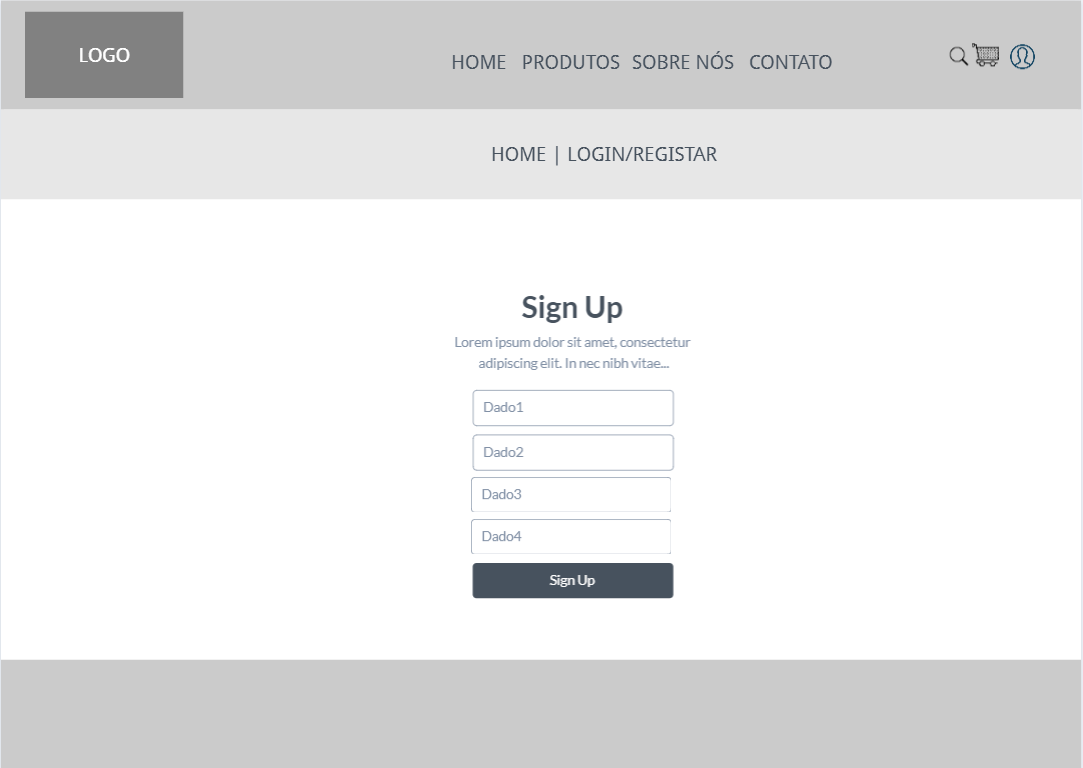 LOGO
HOME PRODUTOS SOBRE NÓS CONTATO
HOME | LOGIN/REGISTAR
Sign Up
Lorem ipsum dolor sit amet, consectetur
adipiscing elit. In nec nibh vitae...
Dado1
Dado2
Dado3
Dado4
Sign Up